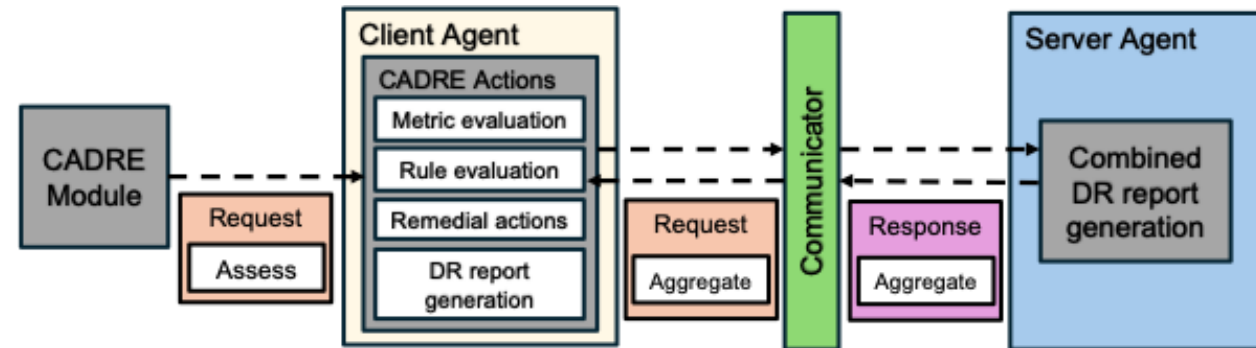 CADRE
Module
Request
Assess
Client Agent
CADRE Actions
Metric evaluation
Rule evaluation
Remedial actions
DR report
generation
Request
Aggregate
Communicator
Response
Aggregate
Server Agent
Combined
DR report
generation